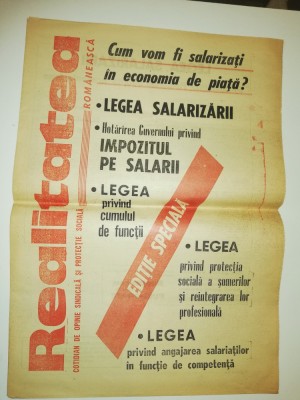 Realitatea
ROMÂNEASCĂ
COTIDIAN DE OPINIE SINDICALĂ ȘI PROTECȚIE SOCIALĂ
Cum vom fi salarizați
în economia de piață?
• LEGEA SALARIZĂRII
• Hotărîrea Guvernului privind
IMPOZITUL
PE SALARII
• LEGEA
privind
cumulul
de funcții
EDIȚIE SPECIALĂ
• LEGEA
privind protecția
socială a șomerilor
și reintegrarea lor
profesională
• LEGEA
privind angajarea salariaților
în funcție de competență